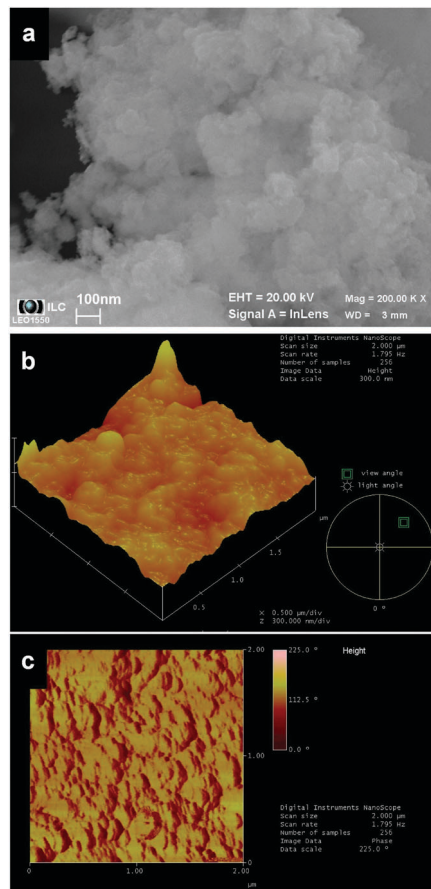 a
ILC
LEO1550
100nm
EHT = 20.00 kV
Signal A = InLens
Mag = 200.00 K X
WD = 3 mm
b
Digital Instruments NanoScope
Scan size 2.000 µm
Scan rate 1.795 Hz
Number of samples 256
Image Data Height
Data scale 300.0 nm
view angle
light angle
µm
1.5
1.0
0.5
X 0.500 µm/div
Z 300.000 nm/div
0 °
c
2.00
1.00
0
0
1.00
2.00
µm
225.0 °
112.5 °
0.0 °
Height
Digital Instruments NanoScope
Scan size 2.000 µm
Scan rate 1.795 Hz
Number of samples 256
Image Data Phase
Data scale 225.0 °